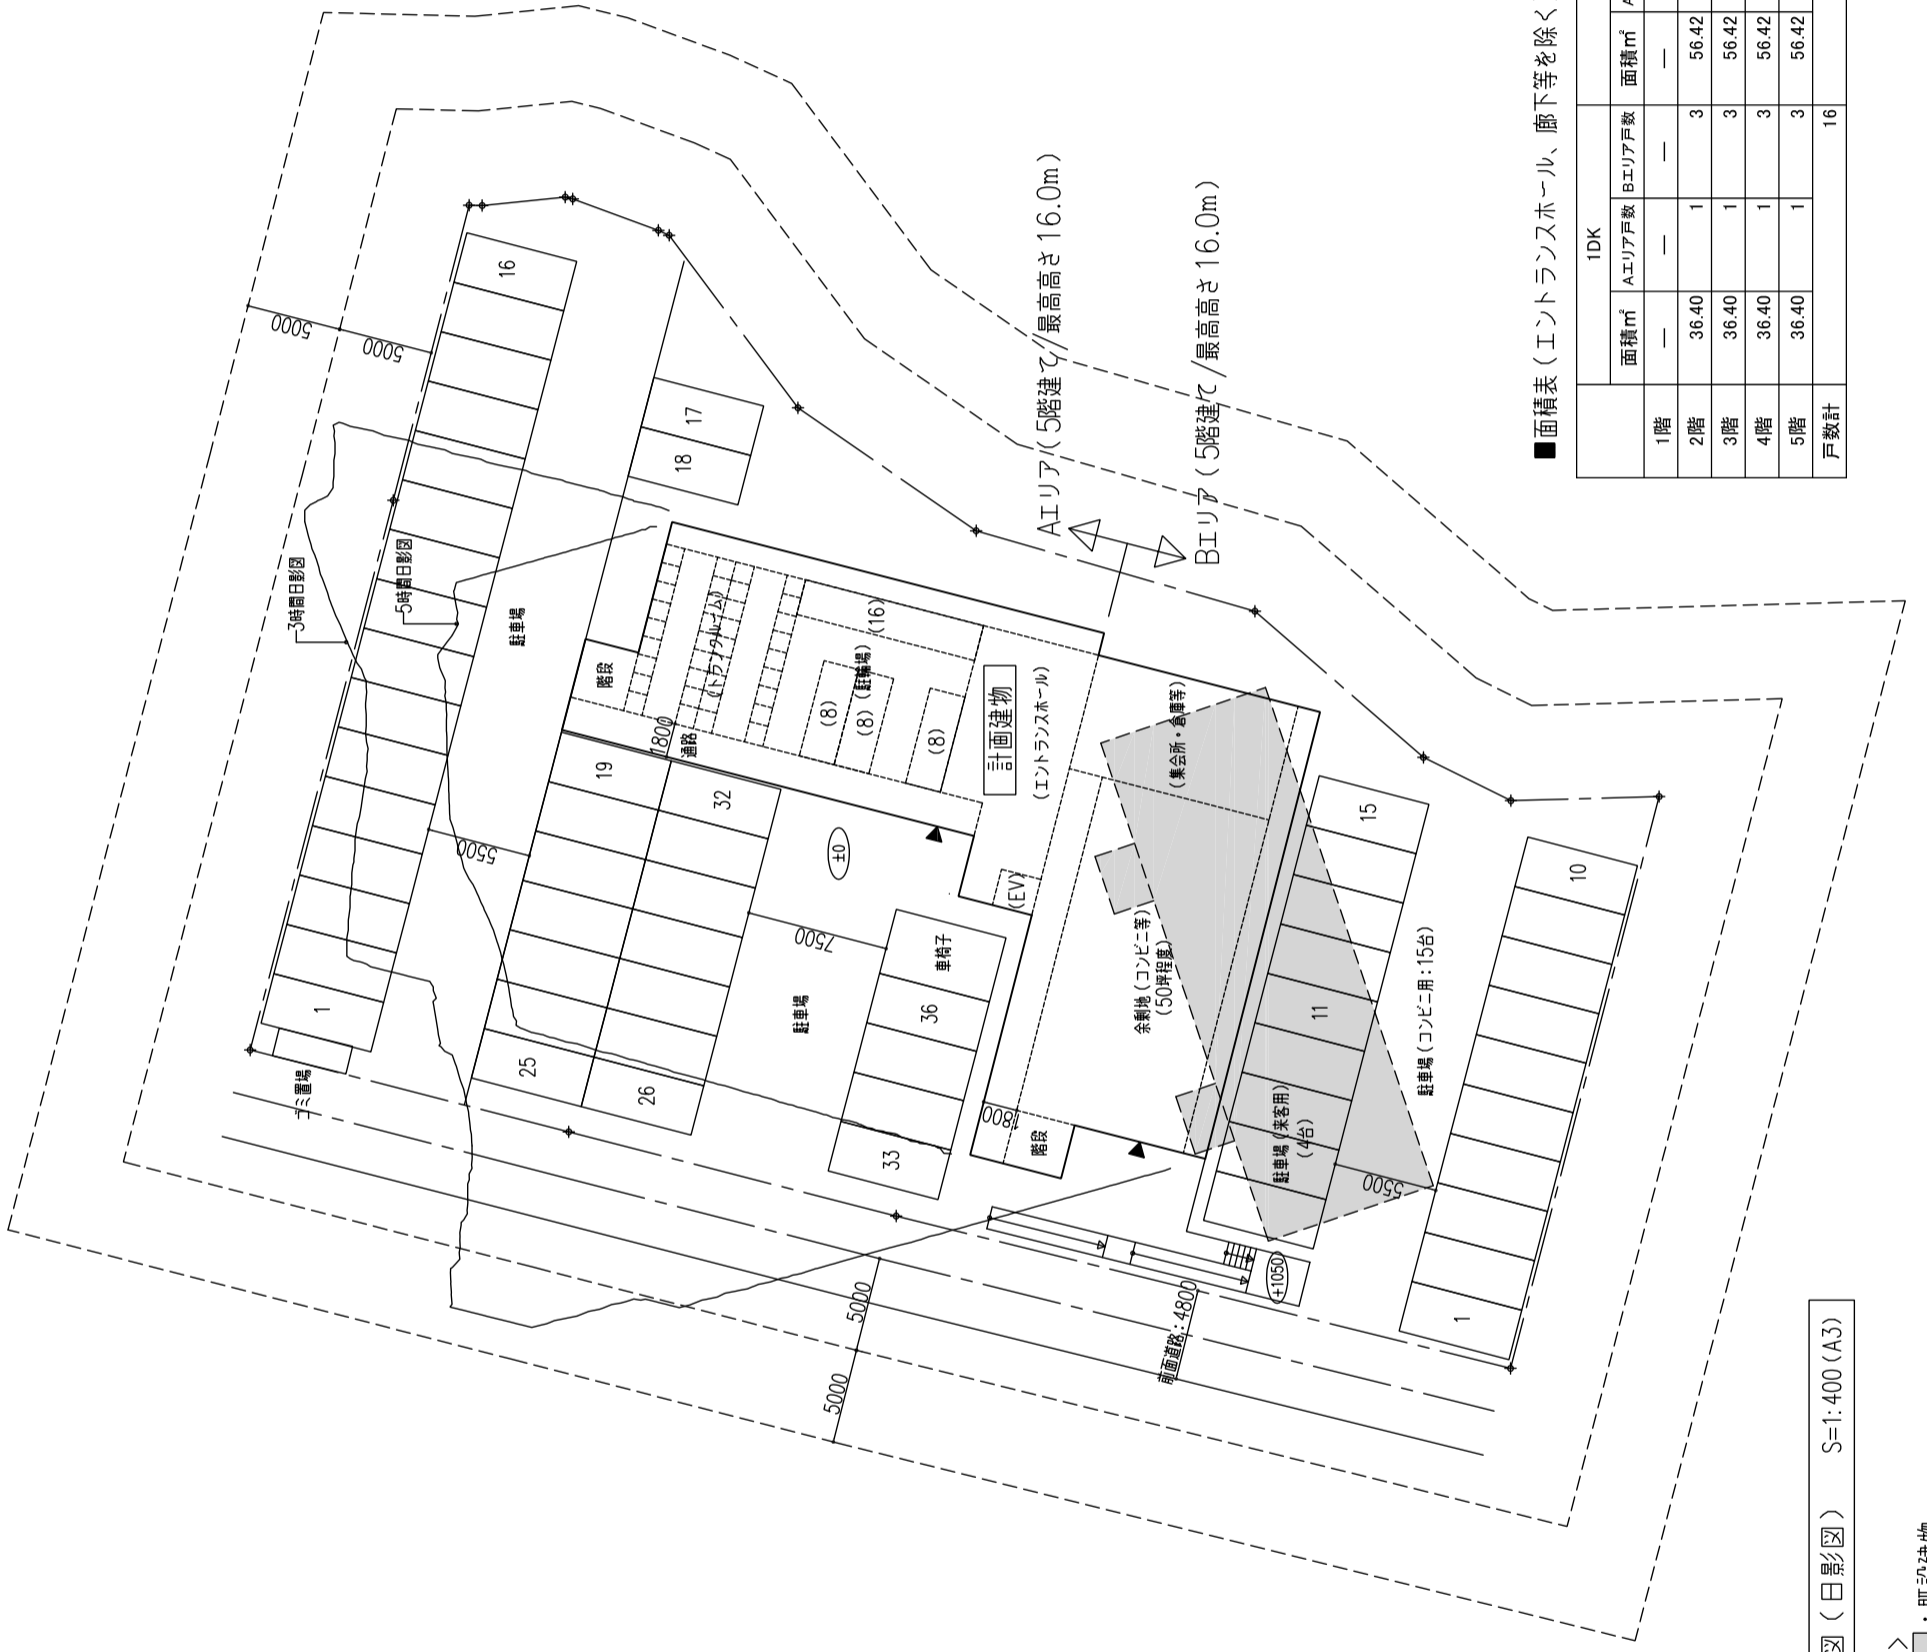 5000
5000
16
3時間日影図
5時間日影図
駐車場
17
18
階段
(トランクルーム)
(16)
(駐輪場)
(8)
(8)
(8)
1800
通路
計画建物
(エントランスホール)
(EV)
1
ゴミ置場
5500
19
32
25
26
±0
7500
駐車場
車椅子
36
33
1800
階段
余剰地(コンビニ等)
(50坪程度)
(集会所・倉庫等)
15
11
駐車場(来客用)
(4台)
5500
駐車場(コンビニ用:15台)
10
1
+1050
前面道路:4800
5000
5000
Aエリア(5階建て/最高高さ16.0m)
Bエリア(5階建て/最高高さ16.0m)
■面積表(エントランスホール、廊下等を除く
1DK
面積㎡ Aエリア戸数 Bエリア戸数 面積㎡
1階 — — — —
2階 36.40 1 3 56.42
3階 36.40 1 3 56.42
4階 36.40 1 3 56.42
5階 36.40 1 3 56.42
戸数計 16
図(日影図) S=1:400(A3)